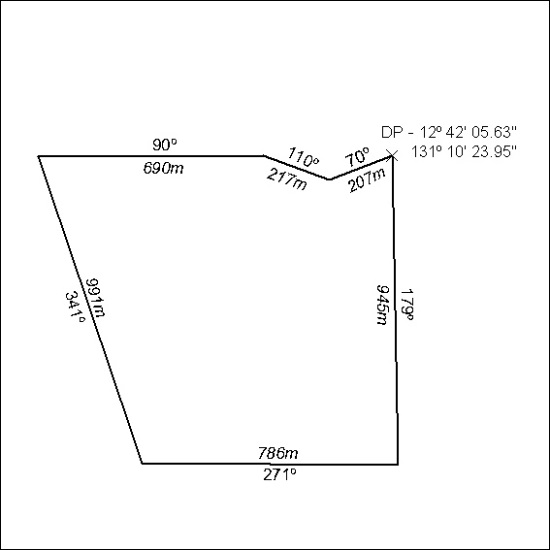 DP - 12º 42' 05.63"
131º 10' 23.95"
90º
690m
110º
217m
70º
207m
991m
341º
945m
179º
786m
271º